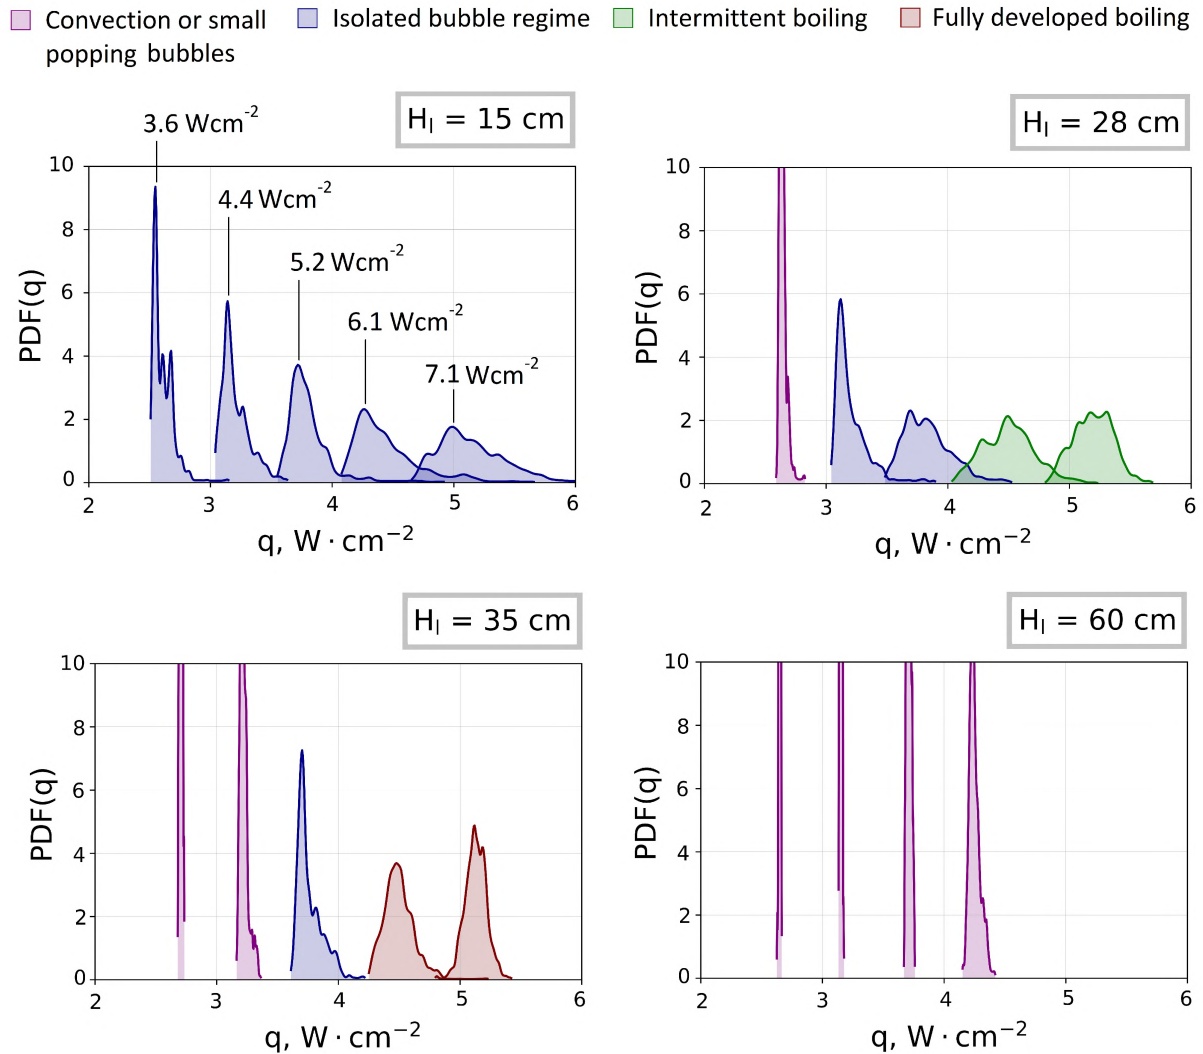 Convection or small
popping bubbles
Isolated bubble regime
Intermittent boiling
Fully developed boiling
H_l = 15 cm
3.6 Wcm⁻²
4.4 Wcm⁻²
5.2 Wcm⁻²
6.1 Wcm⁻²
7.1 Wcm⁻²
PDF(q)
10
8
6
4
2
0
2 3 4 5 6
q, W · cm⁻²
H_l = 28 cm
PDF(q)
10
8
6
4
2
0
2 3 4 5 6
q, W · cm⁻²
H_l = 35 cm
PDF(q)
10
8
6
4
2
0
2 3 4 5 6
q, W · cm⁻²
H_l = 60 cm
PDF(q)
10
8
6
4
2
0
2 3 4 5 6
q, W · cm⁻²